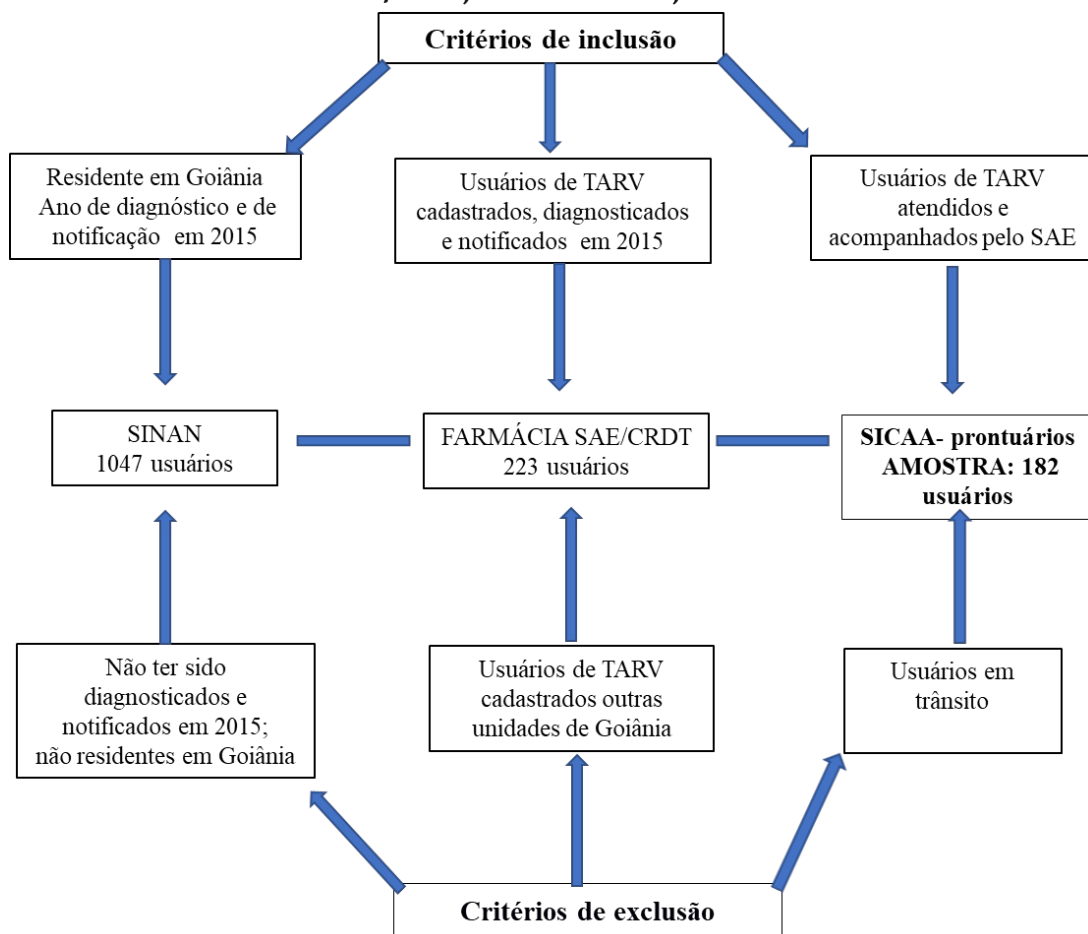 Critérios de inclusão
Residente em Goiânia
Ano de diagnóstico e de
notificação em 2015
Usuários de TARV
cadastrados, diagnosticados
e notificados em 2015
Usuários de TARV
atendidos e
acompanhados pelo SAE
SINAN
1047 usuários
FARMÁCIA SAE/CRDT
223 usuários
SICAA- prontuários
AMOSTRA: 182
usuários
Não ter sido
diagnosticados e
notificados em 2015;
não residentes em Goiânia
Usuários de TARV
cadastrados outras
unidades de Goiânia
Usuários em
trânsito
Critérios de exclusão